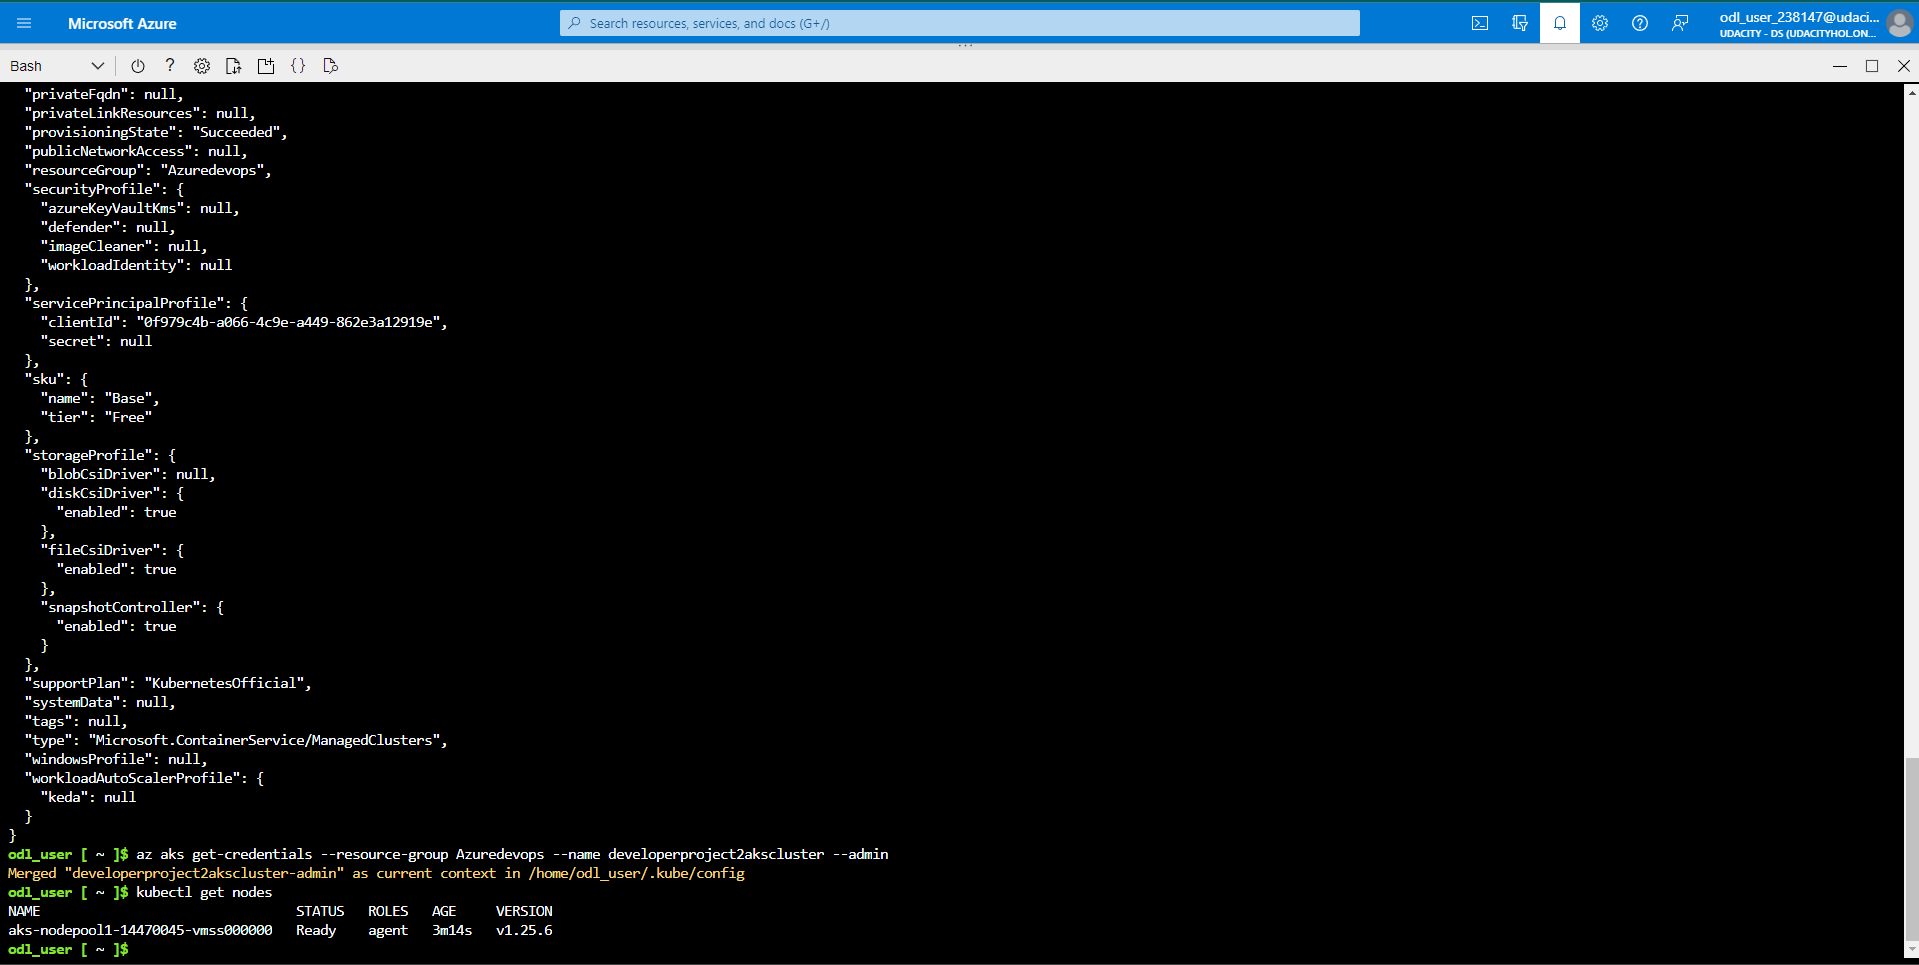 Microsoft Azure
Search resources, services, and docs (G+/)
odl_user_238147@udaci...
UDACITY - DS (UDACITYHOL.ON...
Bash
"privateFqdn": null,
"privateLinkResources": null,
"provisioningState": "Succeeded",
"publicNetworkAccess": null,
"resourceGroup": "Azuredevops",
"securityProfile": {
"azureKeyVaultKms": null,
"defender": null,
"imageCleaner": null,
"workloadIdentity": null
},
"servicePrincipalProfile": {
"clientId": "0f979c4b-a066-4c9e-a449-862e3a12919e",
"secret": null
},
"sku": {
"name": "Base",
"tier": "Free"
},
"storageProfile": {
"blobCsiDriver": null,
"diskCsiDriver": {
"enabled": true
},
"fileCsiDriver": {
"enabled": true
},
"snapshotController": {
"enabled": true
}
},
"supportPlan": "KubernetesOfficial",
"systemData": null,
"tags": null,
"type": "Microsoft.ContainerService/ManagedClusters",
"windowsProfile": null,
"workloadAutoScalerProfile": {
"keda": null
}
}
odl_user [ ~ ]$ az aks get-credentials --resource-group Azuredevops --name developerproject2akscluster --admin
Merged "developerproject2akscluster-admin" as current context in /home/odl_user/.kube/config
odl_user [ ~ ]$ kubectl get nodes
NAME STATUS ROLES AGE VERSION
aks-nodepool1-14470045-vmss000000 Ready agent 3m14s v1.25.6
odl_user [ ~ ]$